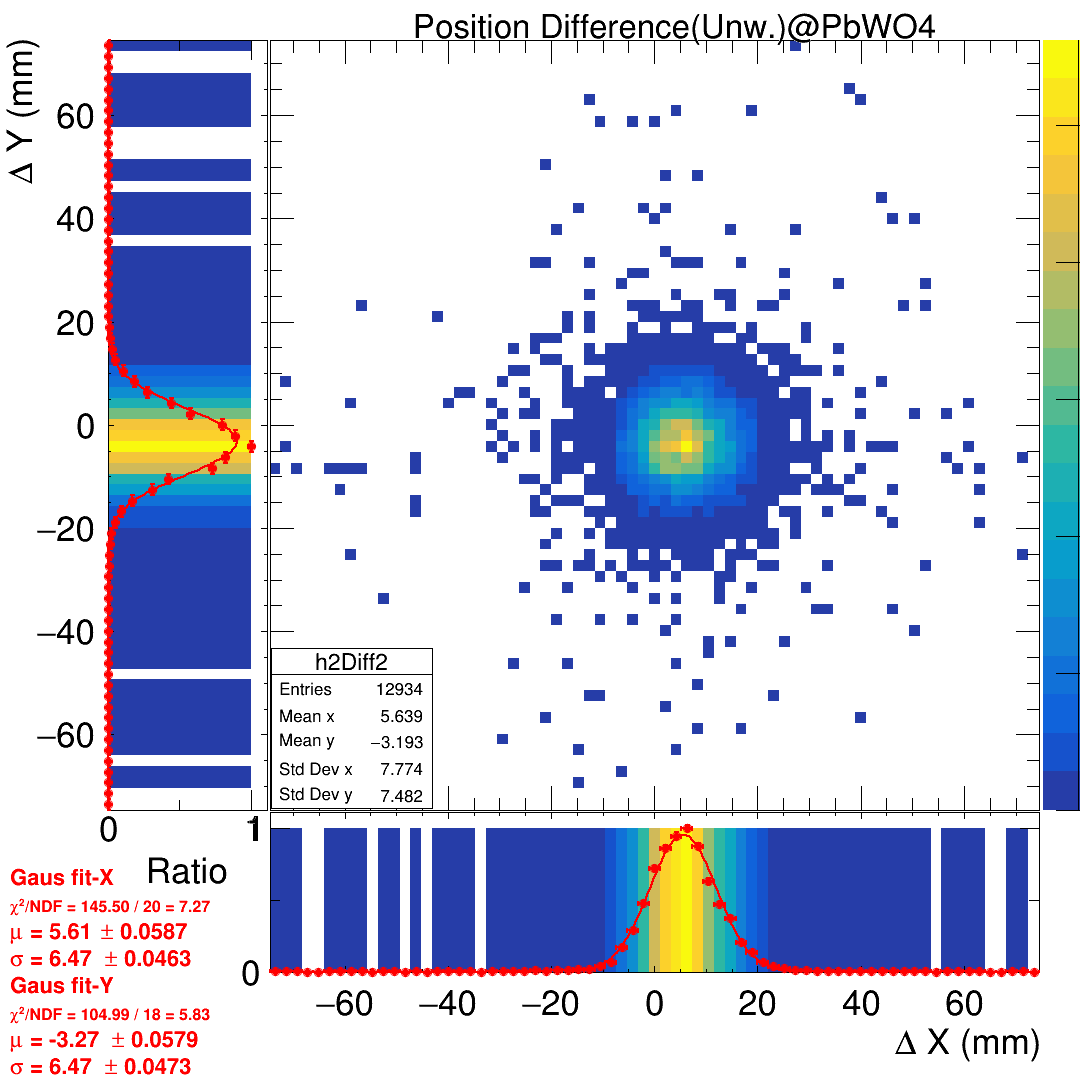 Position Difference(Unw.)@PbWO4
Δ Y (mm)
60
40
20
0
−20
−40
−60
h2Diff2
Entries 12934
Mean x 5.639
Mean y −3.193
Std Dev x 7.774
Std Dev y 7.482
0 1
Ratio
1
0
−60 −40 −20 0 20 40 60
Δ X (mm)
Gaus fit-X
χ²/NDF = 145.50 / 20 = 7.27
μ = 5.61 ± 0.0587
σ = 6.47 ± 0.0463
Gaus fit-Y
χ²/NDF = 104.99 / 18 = 5.83
μ = -3.27 ± 0.0579
σ = 6.47 ± 0.0473